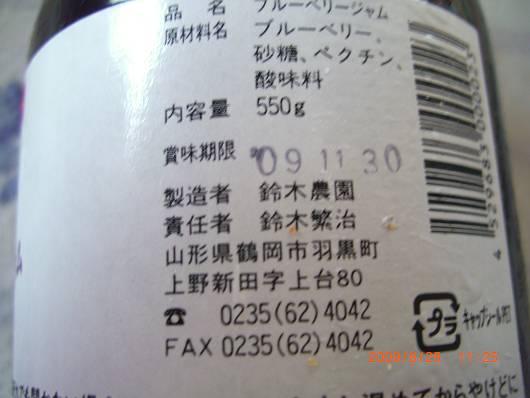 品名 ブルーベリージャム
原材料名 ブルーベリー、
砂糖、ペクチン、
酸味料
内容量 550g
賞味期限 '09 11 30
製造者 鈴木農園
責任者 鈴木繁治
山形県鶴岡市羽黒町
上野新田字上台80
☎ 0235(62)4042
FAX 0235(62)4042
プラ
キャップ・シール・PET
2009/6/25 11:25